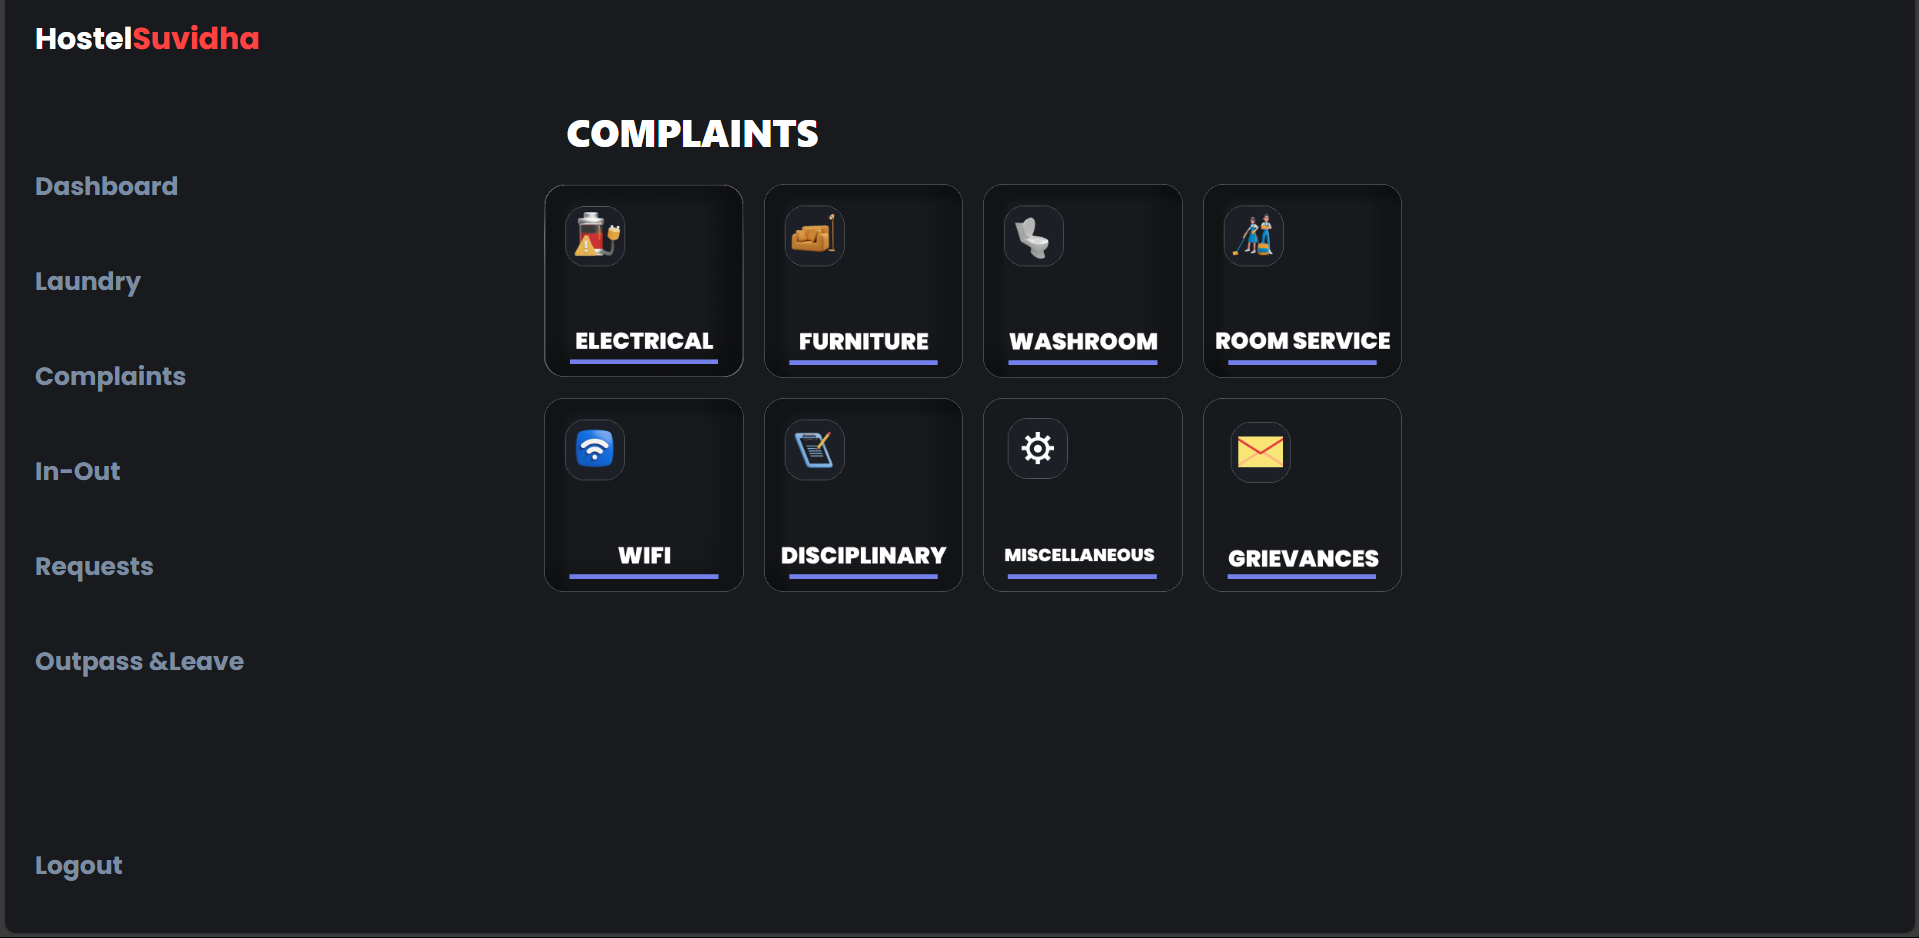 HostelSuvidha
Dashboard
Laundry
Complaints
In-Out
Requests
Outpass &Leave
Logout
COMPLAINTS
ELECTRICAL
FURNITURE
WASHROOM
ROOM SERVICE
WIFI
DISCIPLINARY
MISCELLANEOUS
GRIEVANCES